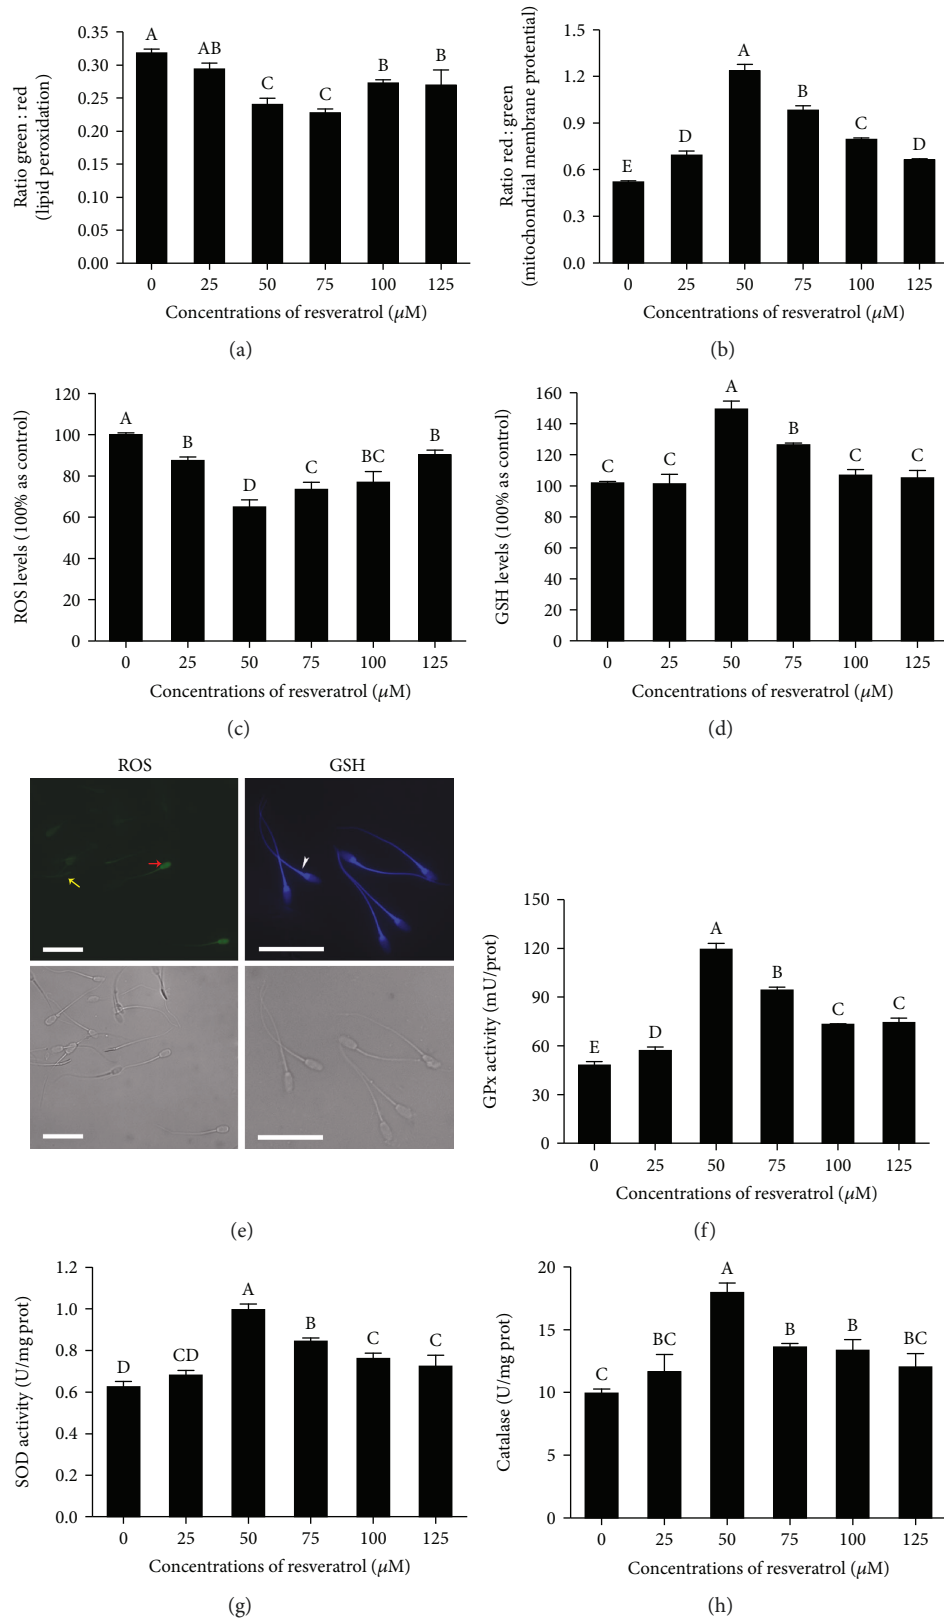 0.35
0.30
0.25
0.20
0.15
0.10
0.05
0.00
Ratio green : red
(lipid peroxidation)
A
AB
C
C
B
B
0 25 50 75 100 125
Concentrations of resveratrol (μM)
(a)
1.5
1.2
0.9
0.6
0.3
0.0
Ratio red : green
(mitochondrial membrane protential)
E
D
A
B
C
D
0 25 50 75 100 125
Concentrations of resveratrol (μM)
(b)
120
100
80
60
40
20
0
ROS levels (100% as control)
A
B
D
C
BC
B
0 25 50 75 100 125
Concentrations of resveratrol (μM)
(c)
160
140
120
100
80
60
40
20
0
GSH levels (100% as control)
C
C
A
B
C
C
0 25 50 75 100 125
Concentrations of resveratrol (μM)
(d)
ROS GSH
(e)
150
120
90
60
30
0
GPx activity (mU/prot)
E
D
A
B
C
C
0 25 50 75 100 125
Concentrations of resveratrol (μM)
(f)
1.2
1.0
0.8
0.6
0.4
0.2
0.0
SOD activity (U/mg prot)
D
CD
A
B
C
C
0 25 50 75 100 125
Concentrations of resveratrol (μM)
(g)
20
15
10
5
0
Catalase (U/mg prot)
C
BC
A
B
B
BC
0 25 50 75 100 125
Concentrations of resveratrol (μM)
(h)